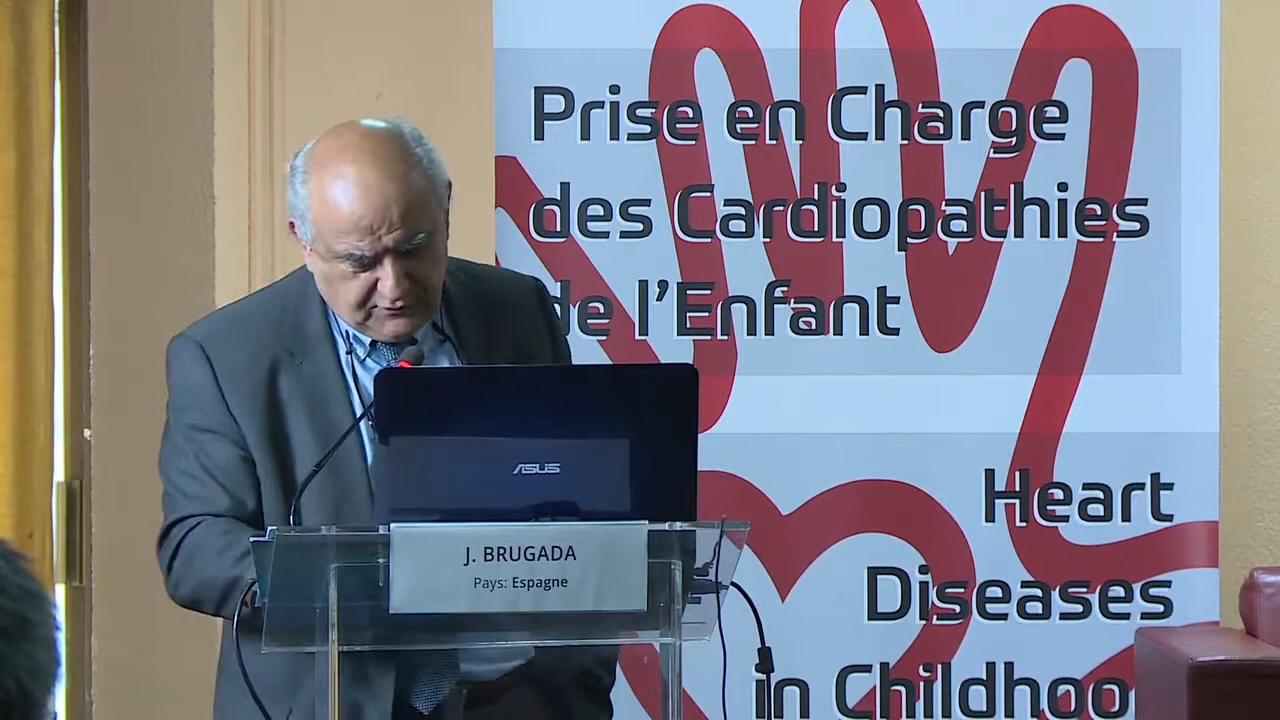 Prise en Charge
des Cardiopathies
de l'Enfant
Heart
Diseases
in Childhoo
ASUS
J. BRUGADA
Pays: Espagne